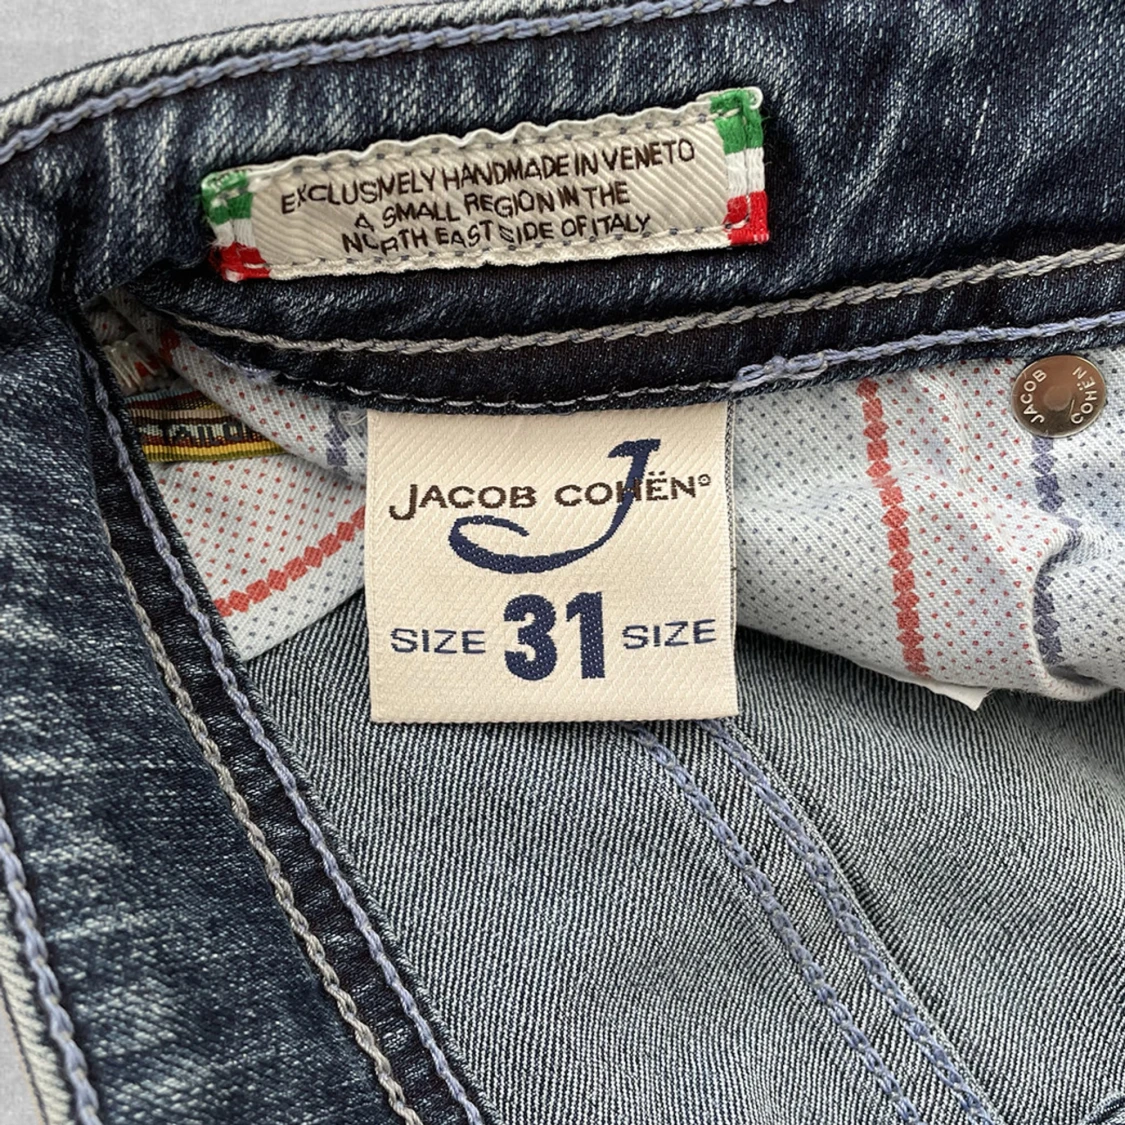 EXCLUSIVELY HANDMADE IN VENETO
A SMALL REGION IN THE
NORTH EAST SIDE OF ITALY
JACOB COHËN
JACOB COHËN®
J
SIZE 31 SIZE